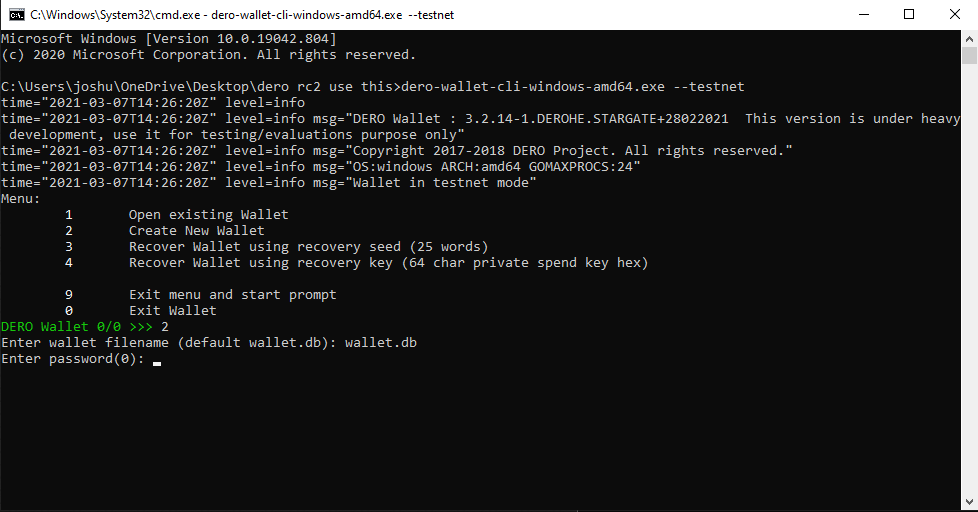 C:\Windows\System32\cmd.exe - dero-wallet-cli-windows-amd64.exe --testnet
Microsoft Windows [Version 10.0.19042.804]
(c) 2020 Microsoft Corporation. All rights reserved.
C:\Users\joshu\OneDrive\Desktop\dero rc2 use this>dero-wallet-cli-windows-amd64.exe --testnet
time="2021-03-07T14:26:20Z" level=info
time="2021-03-07T14:26:20Z" level=info msg="DERO Wallet : 3.2.14-1.DEROHE.STARGATE+28022021  This version is under heavy
 development, use it for testing/evaluations purpose only"
time="2021-03-07T14:26:20Z" level=info msg="Copyright 2017-2018 DERO Project. All rights reserved."
time="2021-03-07T14:26:20Z" level=info msg="OS:windows ARCH:amd64 GOMAXPROCS:24"
time="2021-03-07T14:26:20Z" level=info msg="Wallet in testnet mode"
Menu:
1 Open existing Wallet
2 Create New Wallet
3 Recover Wallet using recovery seed (25 words)
4 Recover Wallet using recovery key (64 char private spend key hex)
9 Exit menu and start prompt
0 Exit Wallet
DERO Wallet 0/0 >>> 2
Enter wallet filename (default wallet.db): wallet.db
Enter password(0):